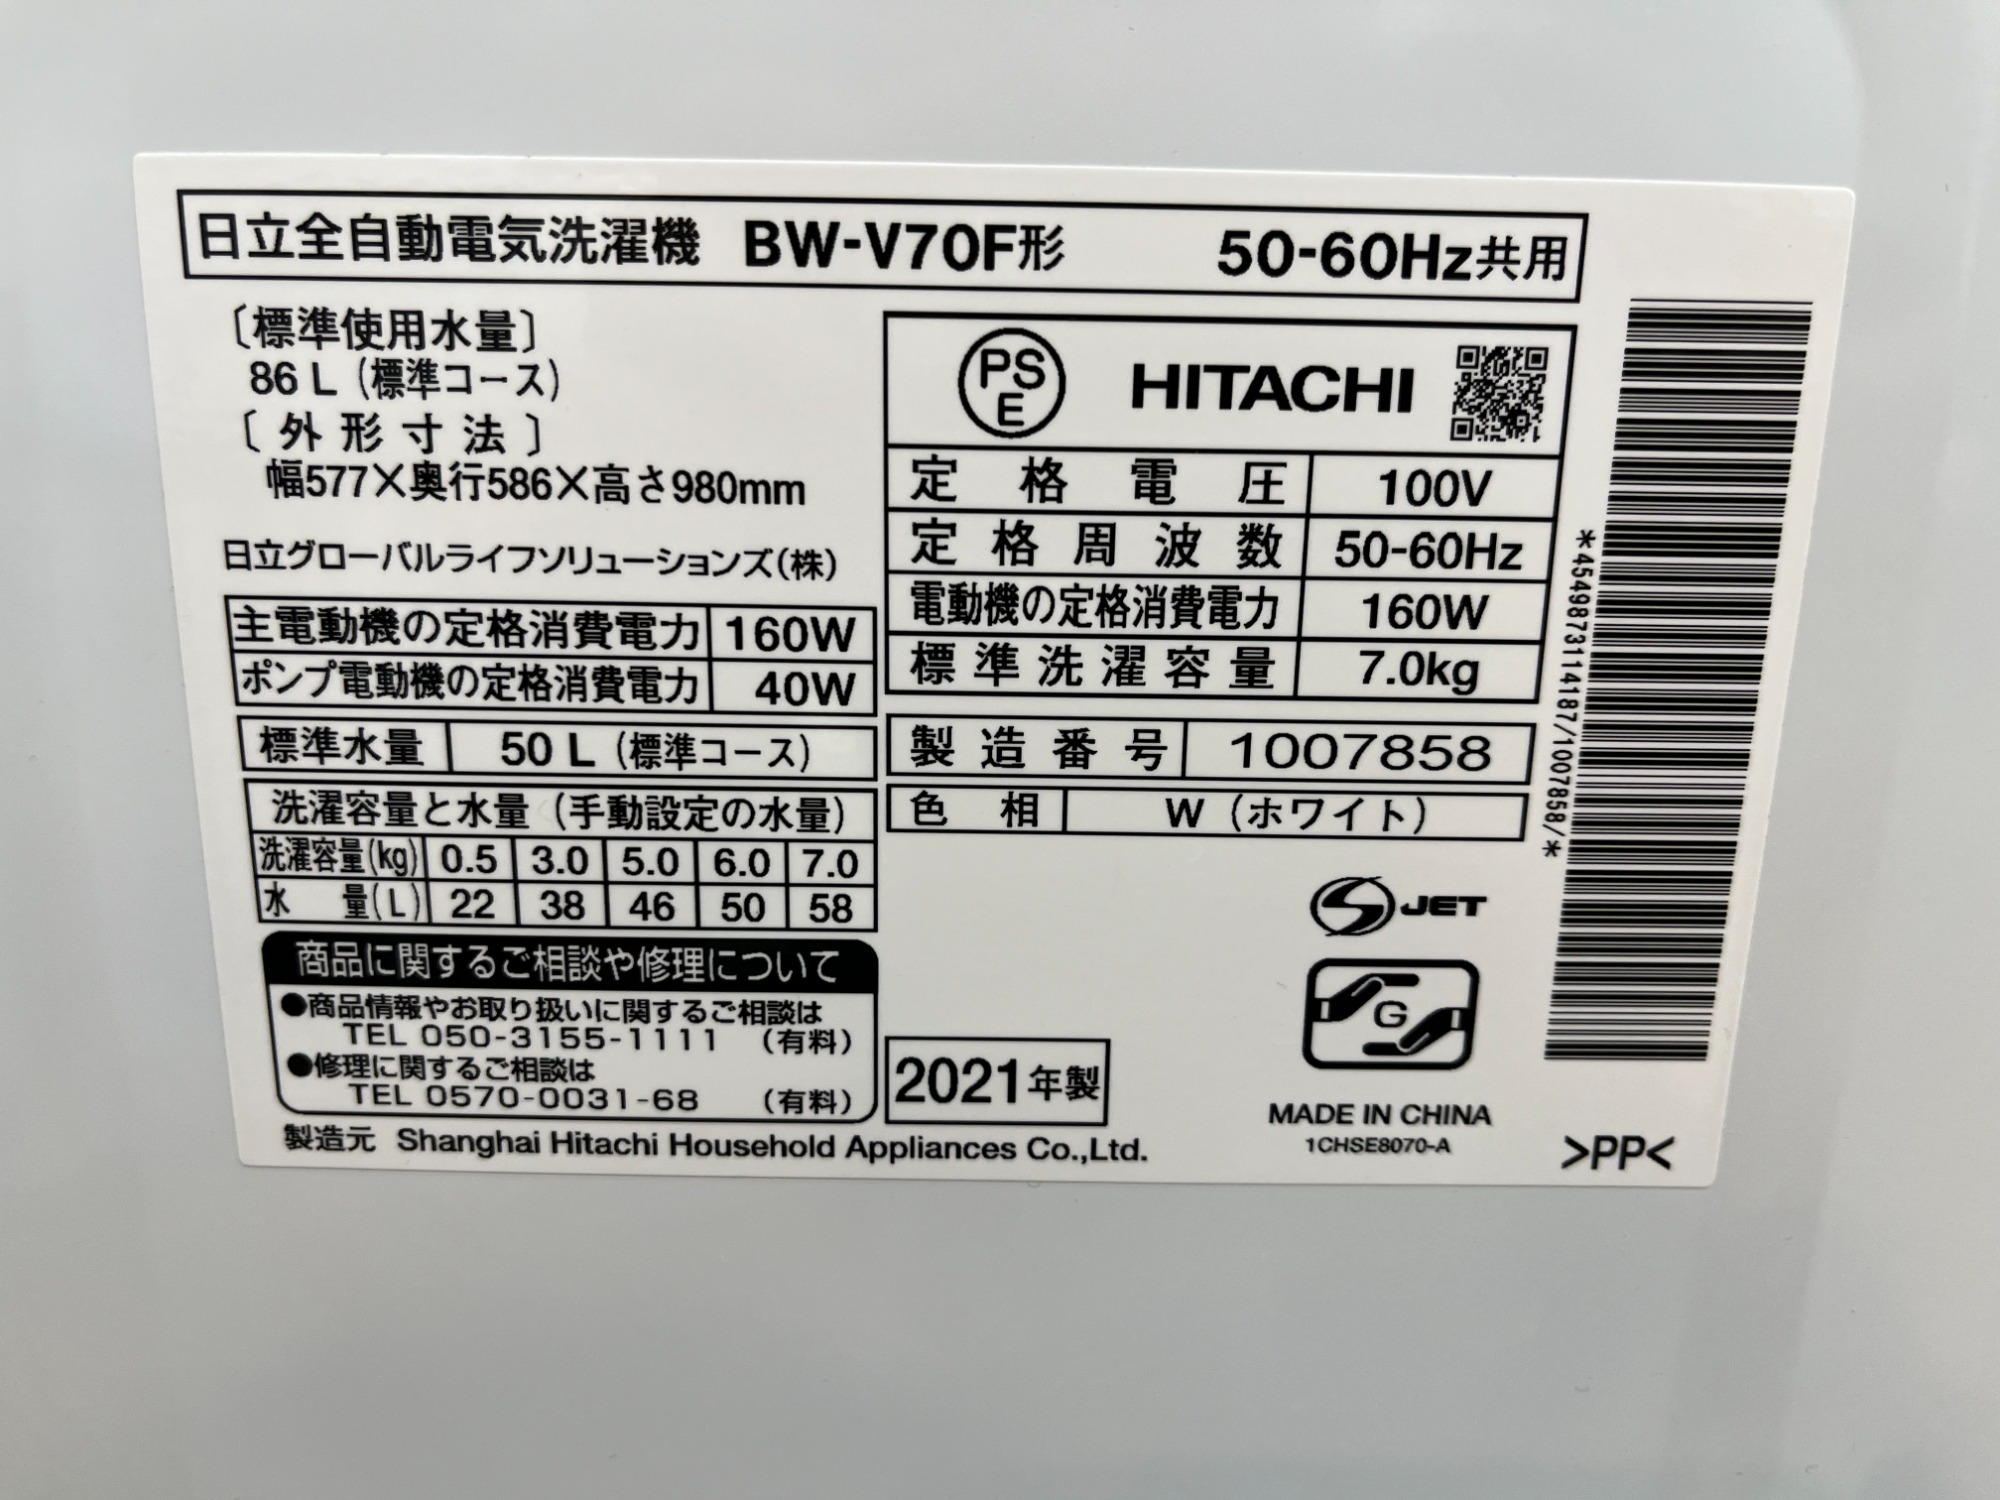 日立全自動電気洗濯機 BW-V70F形 50-60Hz共用
〔標準使用水量〕
86 L (標準コース)
〔外形寸法〕
幅577×奥行586×高さ980mm
日立グローバルライフソリューションズ(株)
主電動機の定格消費電力 160W
ポンプ電動機の定格消費電力 40W
標準水量 50 L (標準コース)
洗濯容量と水量 (手動設定の水量)
洗濯容量(kg) 0.5 3.0 5.0 6.0 7.0
水 量(L) 22 38 46 50 58
商品に関するご相談や修理について
●商品情報やお取り扱いに関するご相談は
TEL 050-3155-1111 (有料)
●修理に関するご相談は
TEL 0570-0031-68 (有料)
製造元 Shanghai Hitachi Household Appliances Co.,Ltd.
PS
E
HITACHI
定格電圧 100V
定格周波数 50-60Hz
電動機の定格消費電力 160W
標準洗濯容量 7.0kg
製造番号 1007858
色相 W (ホワイト)
S JET
G
2021年製
MADE IN CHINA
1CHSE8070-A
>PP<
*4549873114187/1007858/*